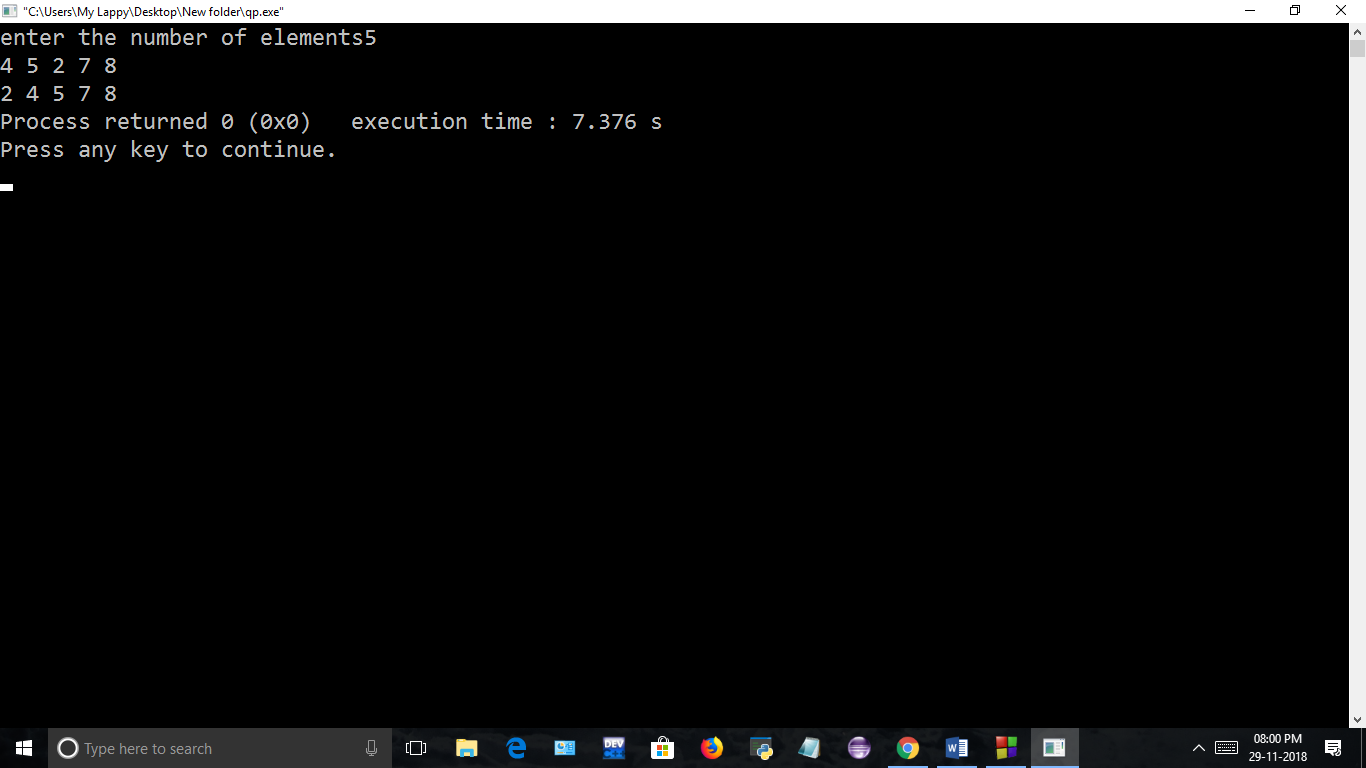 "C:\Users\My Lappy\Desktop\New folder\qp.exe"
enter the number of elements5
4 5 2 7 8
2 4 5 7 8
Process returned 0 (0x0)   execution time : 7.376 s
Press any key to continue.
Type here to search
DEV
08:00 PM
29-11-2018